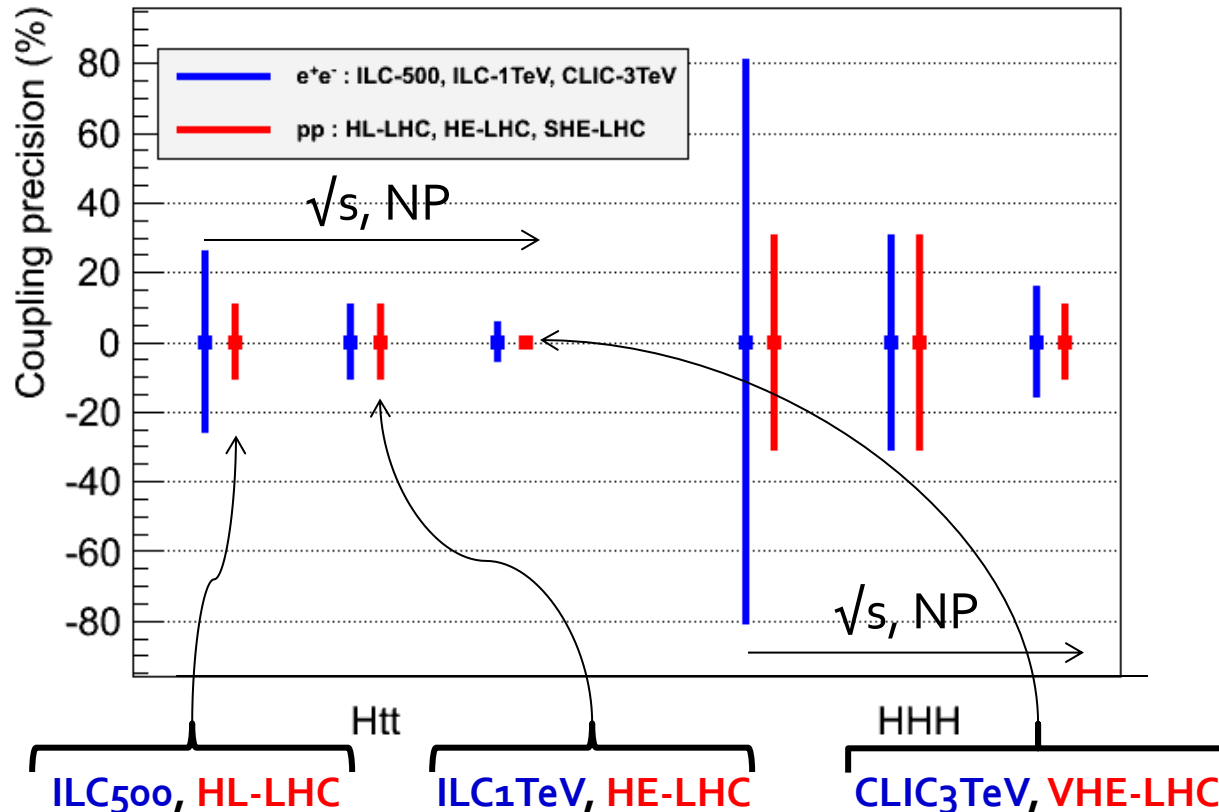 Coupling precision (%)
80
60
40
20
0
-20
-40
-60
-80
e⁺e⁻ : ILC-500, ILC-1TeV, CLIC-3TeV
pp : HL-LHC, HE-LHC, SHE-LHC
√s, NP
√s, NP
Htt
HHH
ILC500, HL-LHC
ILC1TeV, HE-LHC
CLIC3TeV, VHE-LHC